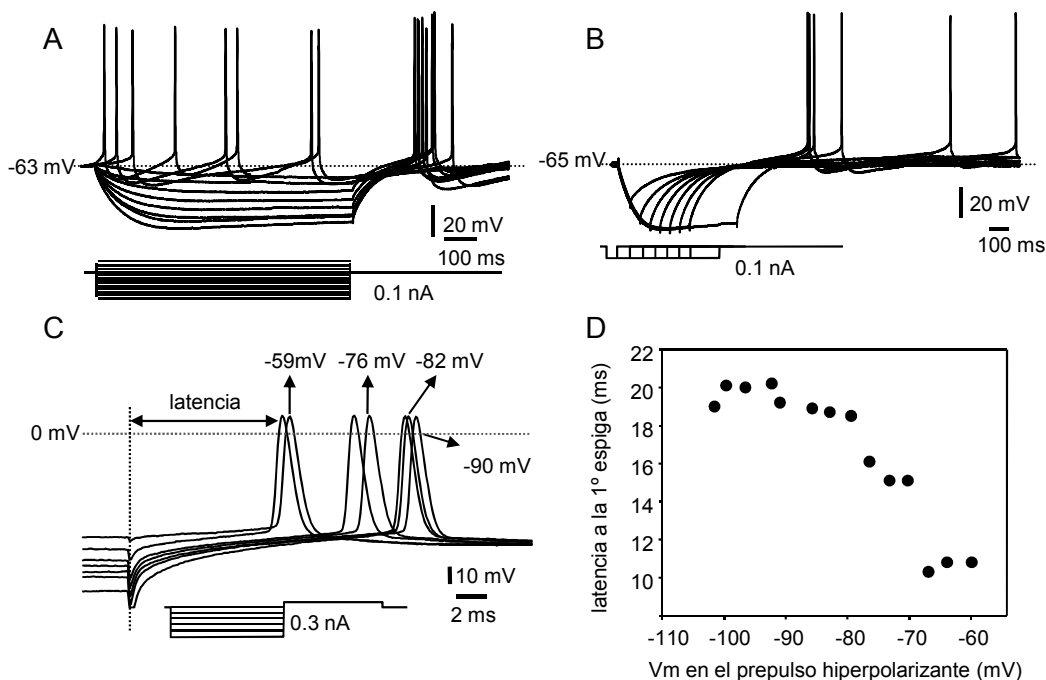 A
-63 mV
20 mV
100 ms
0.1 nA
B
-65 mV
20 mV
100 ms
0.1 nA
C
-59mV
-76 mV
-82 mV
latencia
0 mV
-90 mV
10 mV
2 ms
0.3 nA
D
latencia a la 1º espiga (ms)
22
20
18
16
14
12
10
-110 -100 -90 -80 -70 -60
Vm en el prepulso hiperpolarizante (mV)